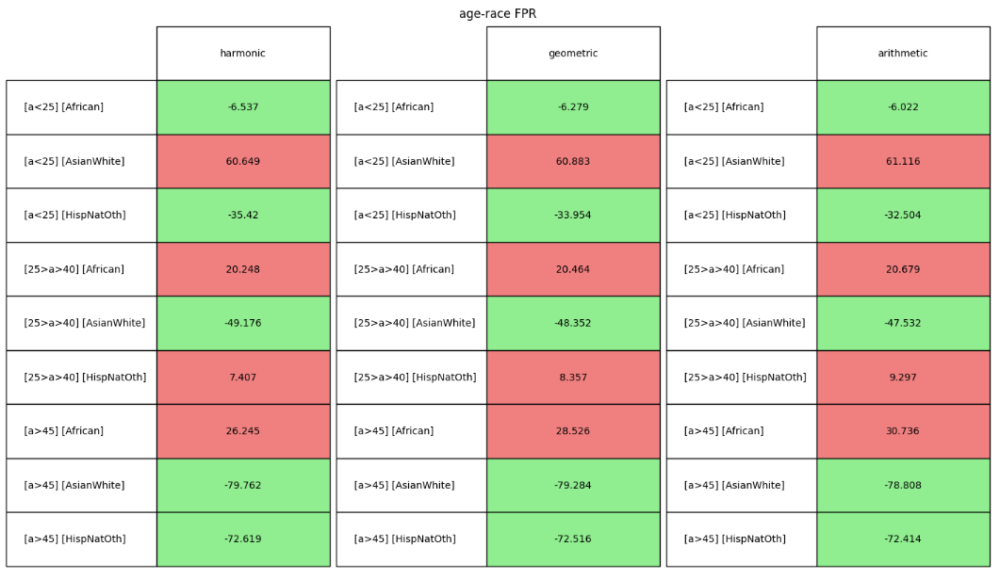 age-race FPR
harmonic geometric arithmetic
[a<25] [African] -6.537 [a<25] [African] -6.279 [a<25] [African] -6.022
[a<25] [AsianWhite] 60.649 [a<25] [AsianWhite] 60.883 [a<25] [AsianWhite] 61.116
[a<25] [HispNatOth] -35.42 [a<25] [HispNatOth] -33.954 [a<25] [HispNatOth] -32.504
[25>a>40] [African] 20.248 [25>a>40] [African] 20.464 [25>a>40] [African] 20.679
[25>a>40] [AsianWhite] -49.176 [25>a>40] [AsianWhite] -48.352 [25>a>40] [AsianWhite] -47.532
[25>a>40] [HispNatOth] 7.407 [25>a>40] [HispNatOth] 8.357 [25>a>40] [HispNatOth] 9.297
[a>45] [African] 26.245 [a>45] [African] 28.526 [a>45] [African] 30.736
[a>45] [AsianWhite] -79.762 [a>45] [AsianWhite] -79.284 [a>45] [AsianWhite] -78.808
[a>45] [HispNatOth] -72.619 [a>45] [HispNatOth] -72.516 [a>45] [HispNatOth] -72.414